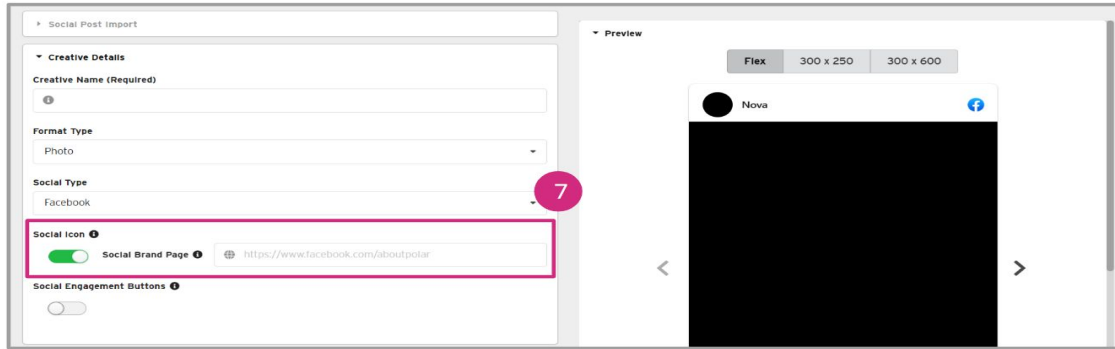 Social Post Import
Creative Details
Creative Name (Required)
Format Type
Photo
Social Type
Facebook
7
Social Icon
Social Brand Page
https://www.facebook.com/aboutpolar
Social Engagement Buttons
Preview
Flex 300 x 250 300 x 600
Nova